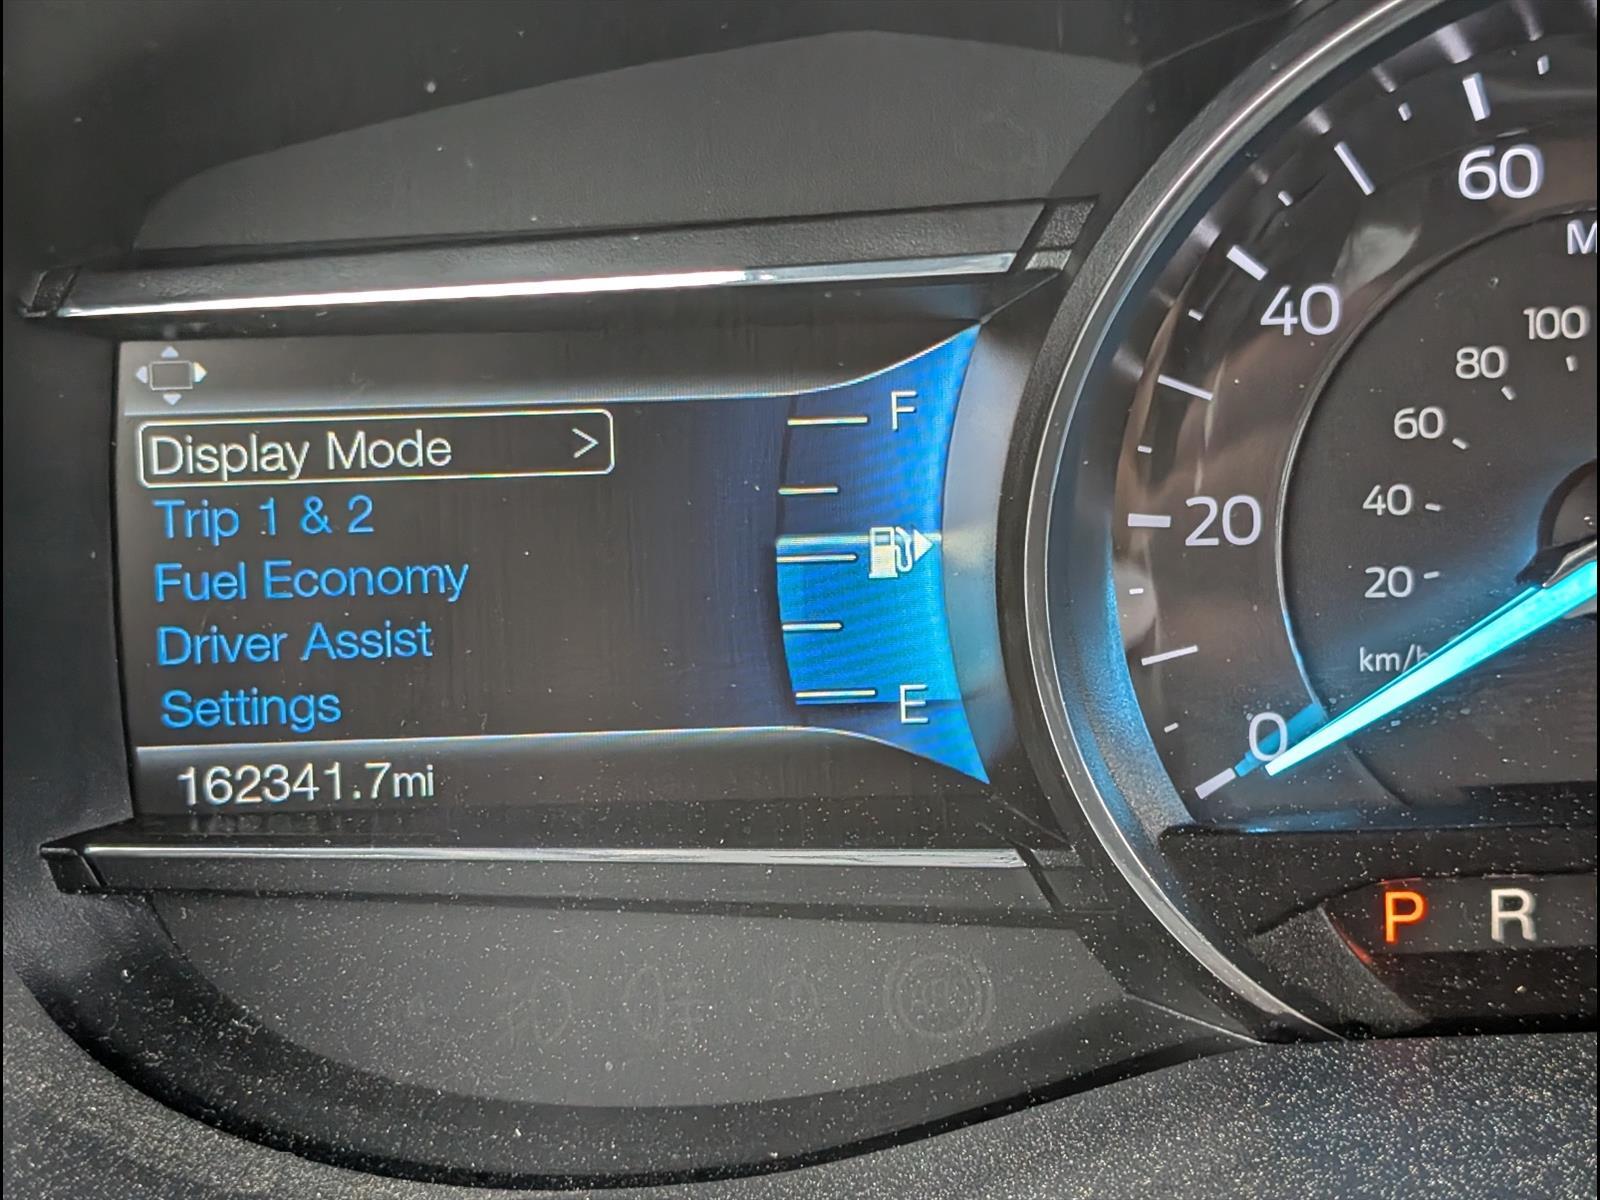 Display Mode >
Trip 1 & 2
Fuel Economy
Driver Assist
Settings
162341.7mi
F
E
60
40
20
0
100
80
60
40
20
km/h
P R